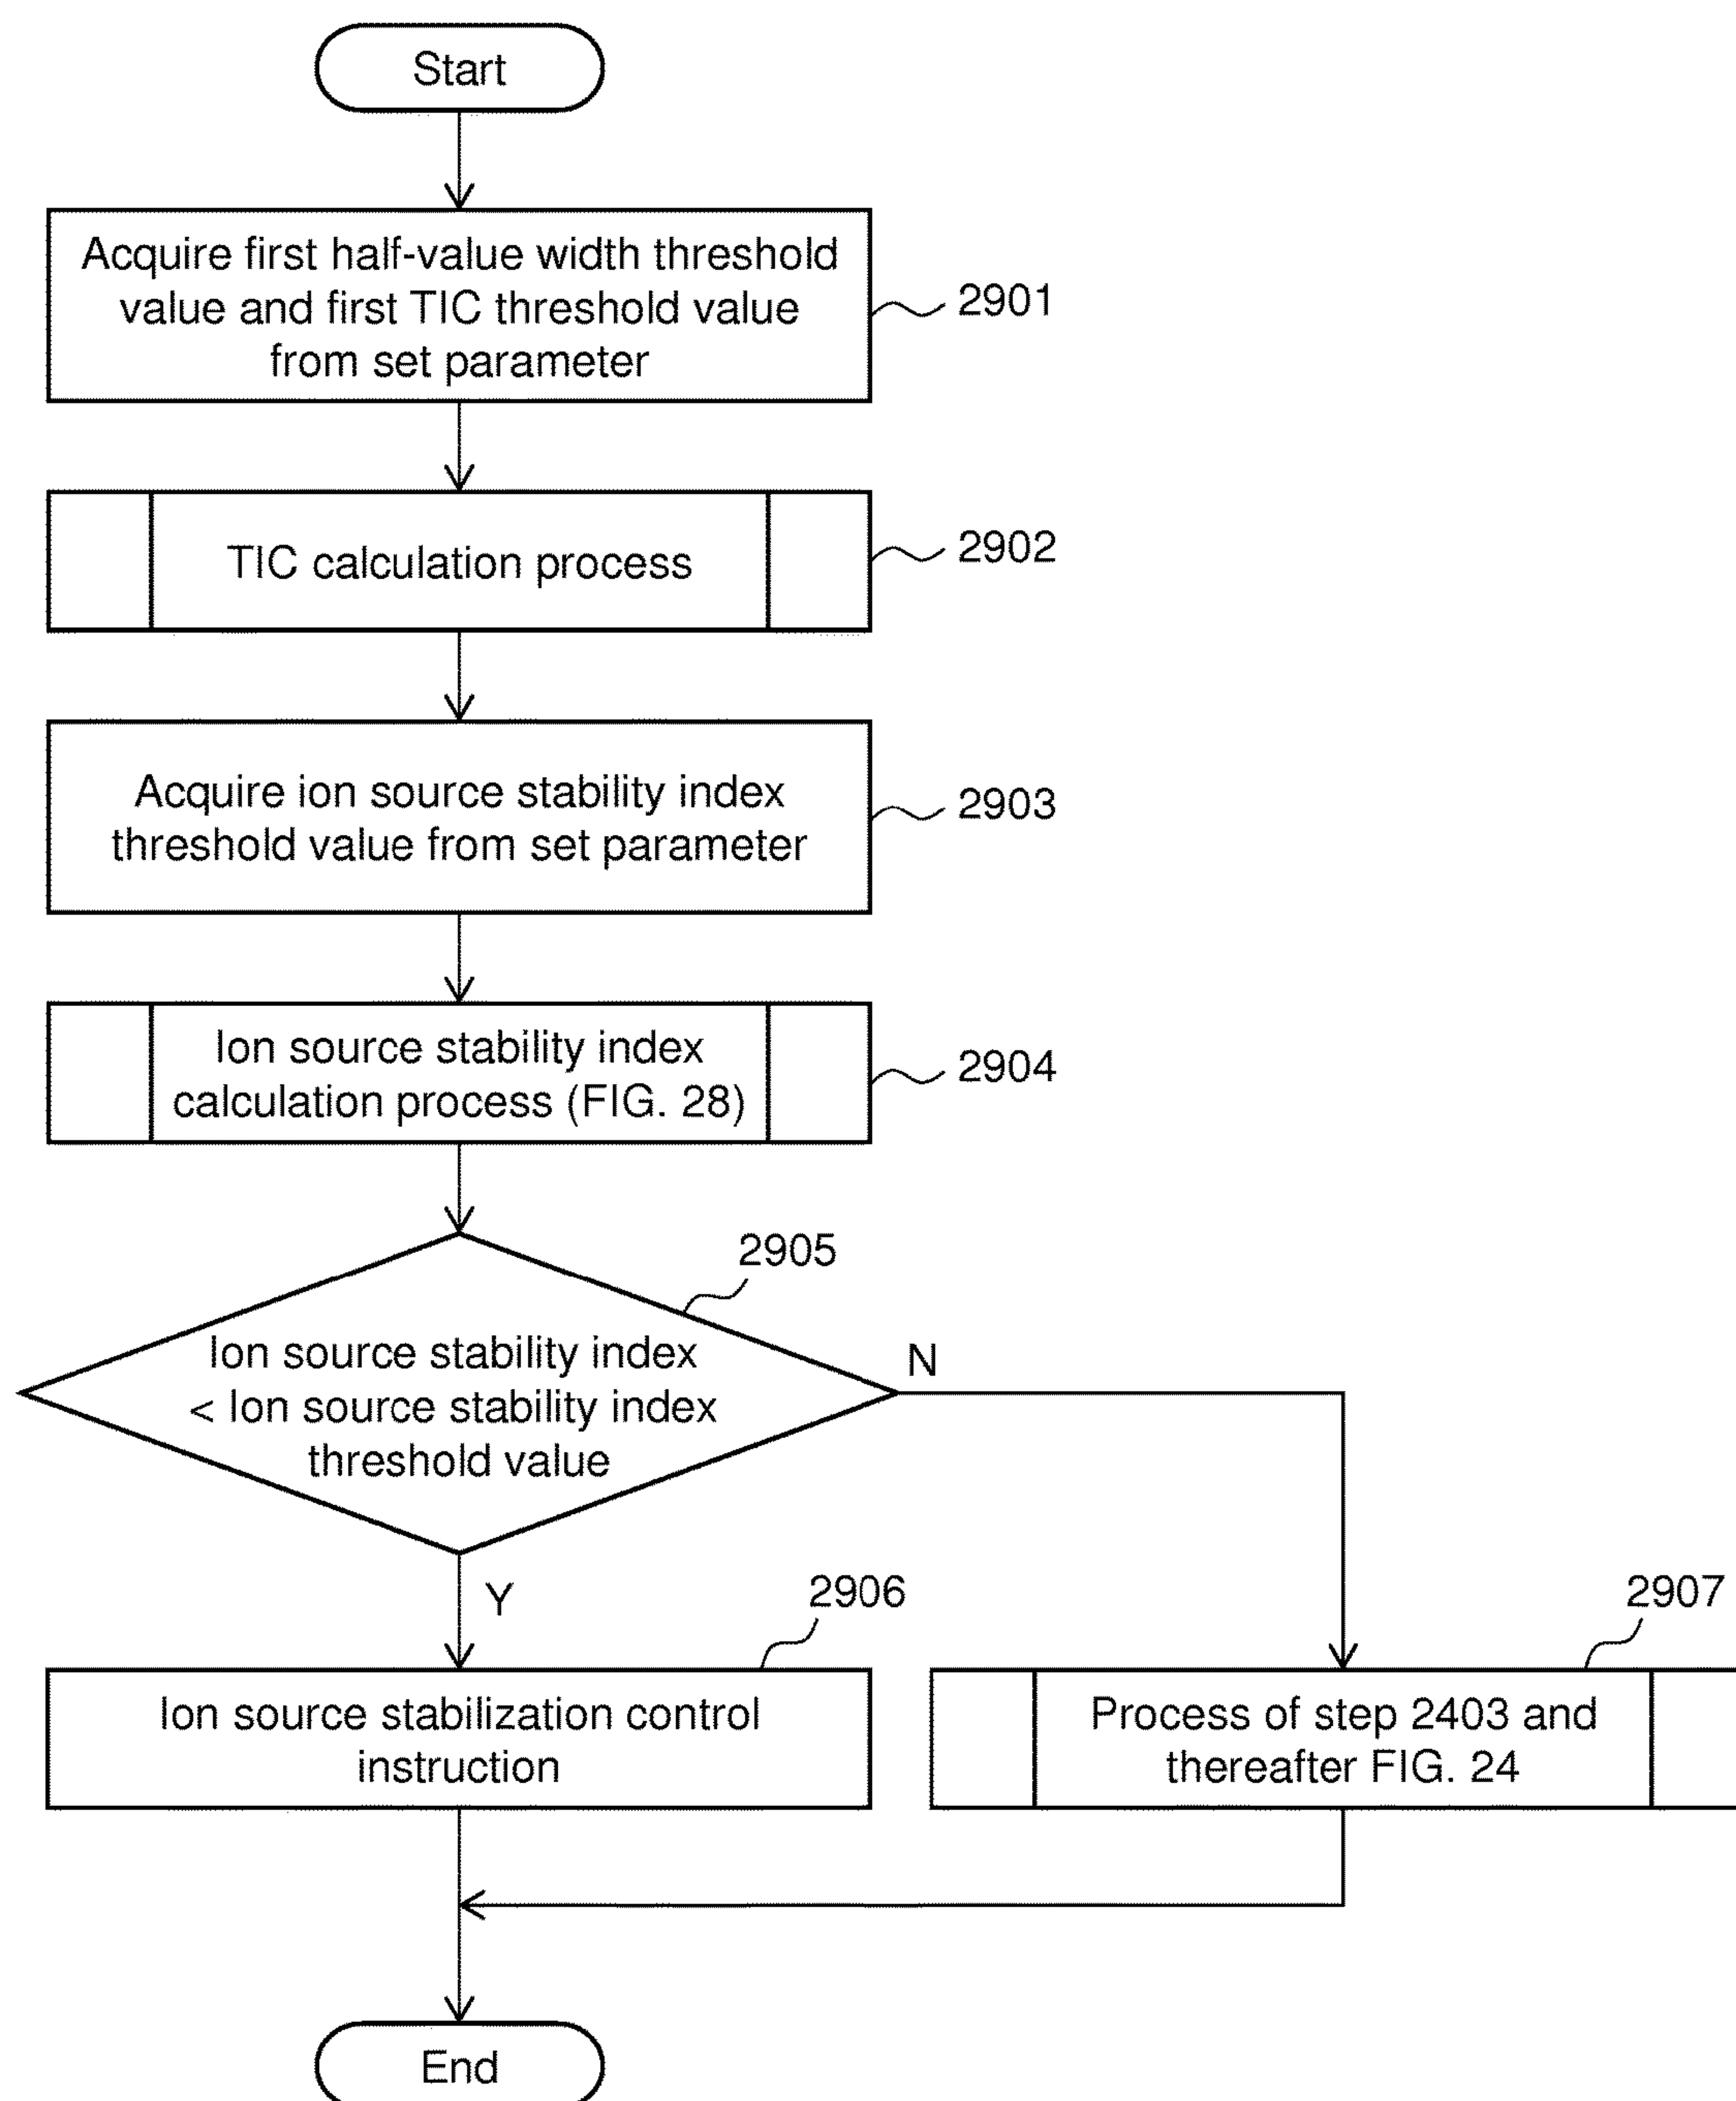 Start
Acquire first half-value width threshold
value and first TIC threshold value
from set parameter
2901
TIC calculation process
2902
Acquire ion source stability index
threshold value from set parameter
2903
Ion source stability index
calculation process (FIG. 28)
2904
2905
Ion source stability index
< Ion source stability index
threshold value
N
Y
2906
Ion source stabilization control
instruction
2907
Process of step 2403 and
thereafter FIG. 24
End